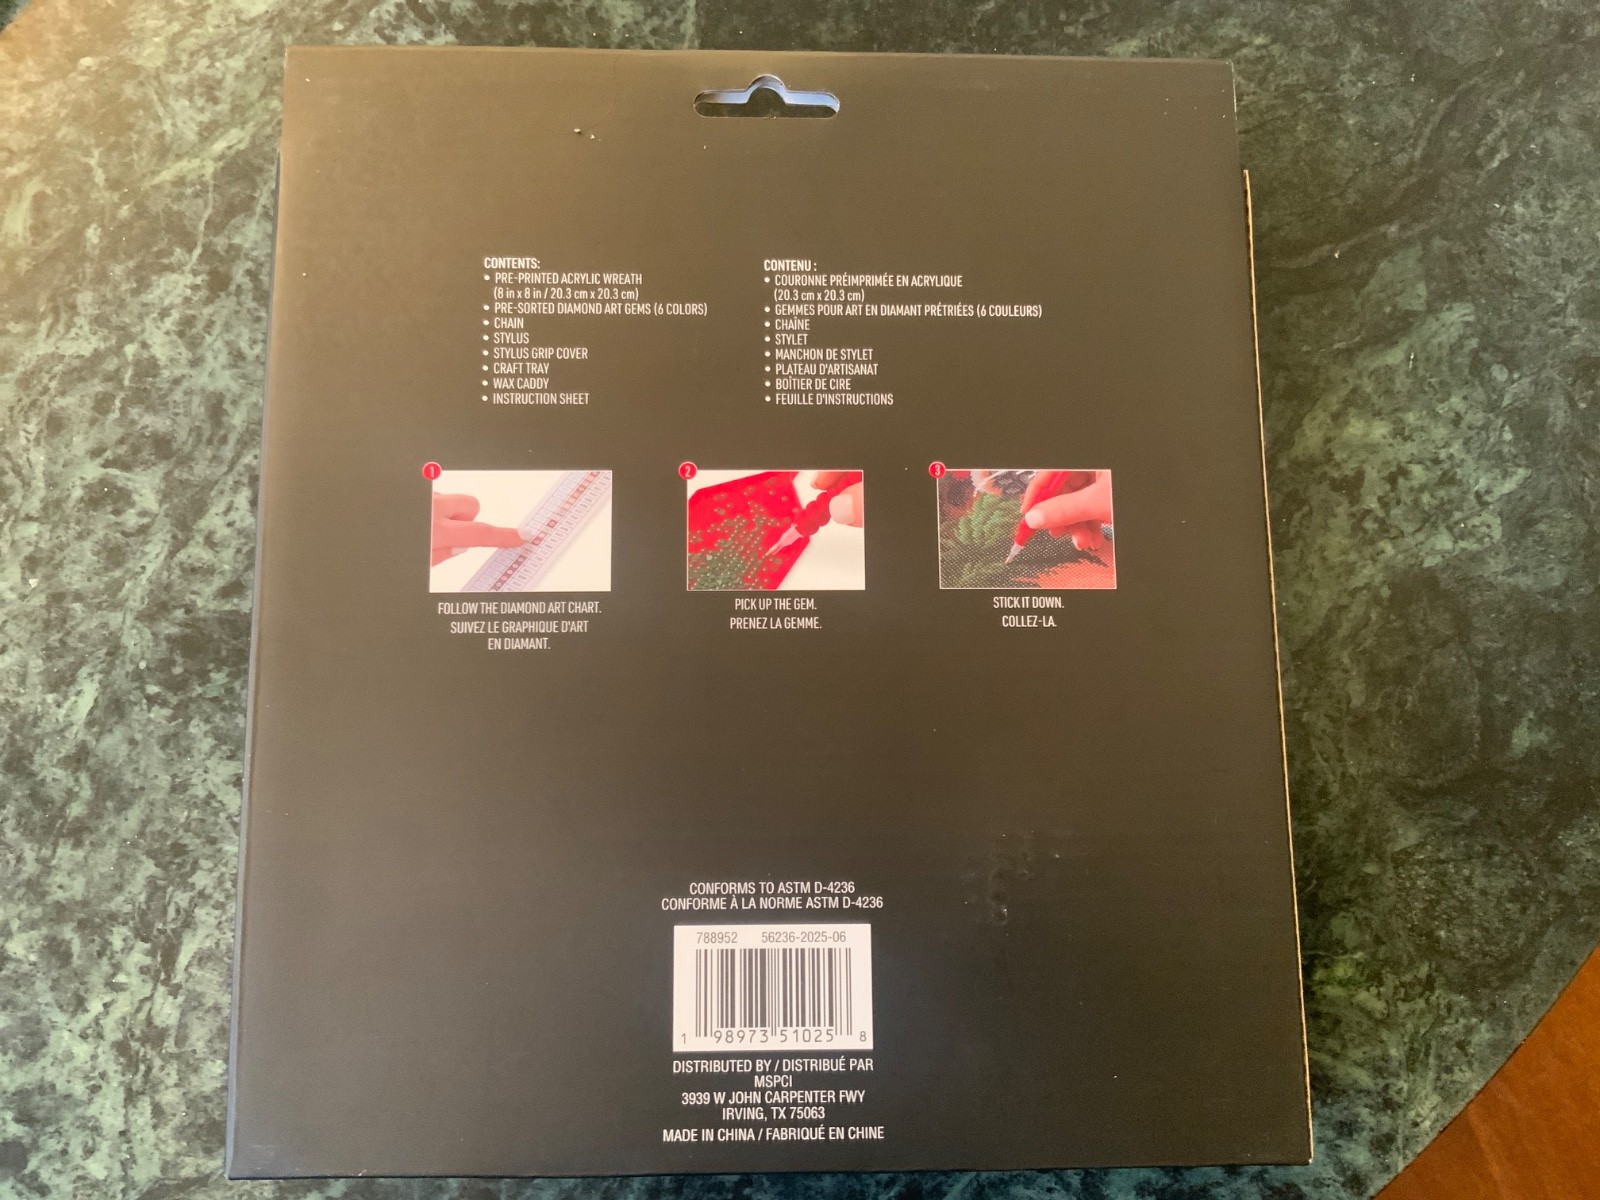 CONTENTS:
• PRE-PRINTED ACRYLIC WREATH
(8 in x 8 in / 20.3 cm x 20.3 cm)
• PRE-SORTED DIAMOND ART GEMS (6 COLORS)
• CHAIN
• STYLUS
• STYLUS GRIP COVER
• CRAFT TRAY
• WAX CADDY
• INSTRUCTION SHEET
CONTENU :
• COURONNE PRÉIMPRIMÉE EN ACRYLIQUE
(20.3 cm x 20.3 cm)
• GEMMES POUR ART EN DIAMANT PRÉTRIÉES (6 COULEURS)
• CHAÎNE
• STYLET
• MANCHON DE STYLET
• PLATEAU D'ARTISANAT
• BOÎTIER DE CIRE
• FEUILLE D'INSTRUCTIONS
1
FOLLOW THE DIAMOND ART CHART.
SUIVEZ LE GRAPHIQUE D'ART
EN DIAMANT.
2
PICK UP THE GEM.
PRENEZ LA GEMME.
3
STICK IT DOWN.
COLLEZ-LA.
CONFORMS TO ASTM D-4236
CONFORME À LA NORME ASTM D-4236
788952 56236-2025-06
1 98973 51025 8
DISTRIBUTED BY / DISTRIBUÉ PAR
MSPCI
3939 W JOHN CARPENTER FWY
IRVING, TX 75063
MADE IN CHINA / FABRIQUÉ EN CHINE